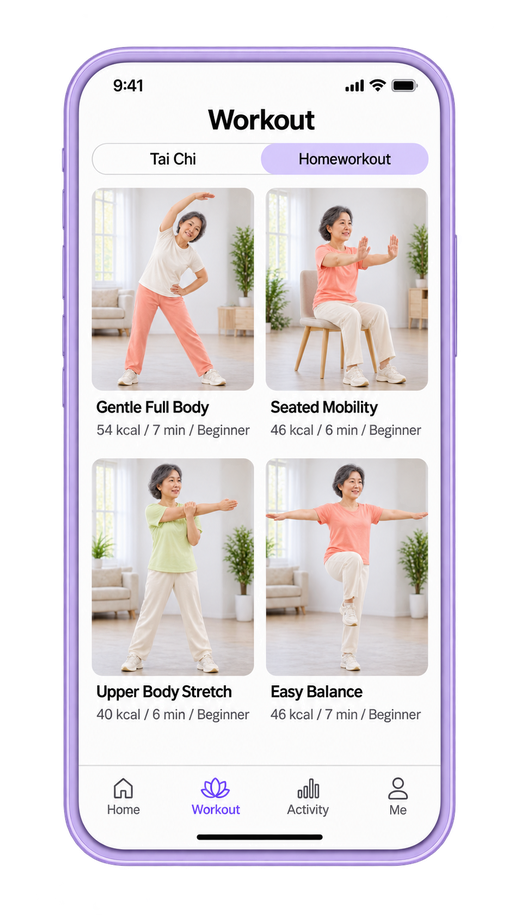 9:41
Workout
Tai Chi
Homeworkout
Gentle Full Body
54 kcal / 7 min / Beginner
Seated Mobility
46 kcal / 6 min / Beginner
Upper Body Stretch
40 kcal / 6 min / Beginner
Easy Balance
46 kcal / 7 min / Beginner
Home
Workout
Activity
Me